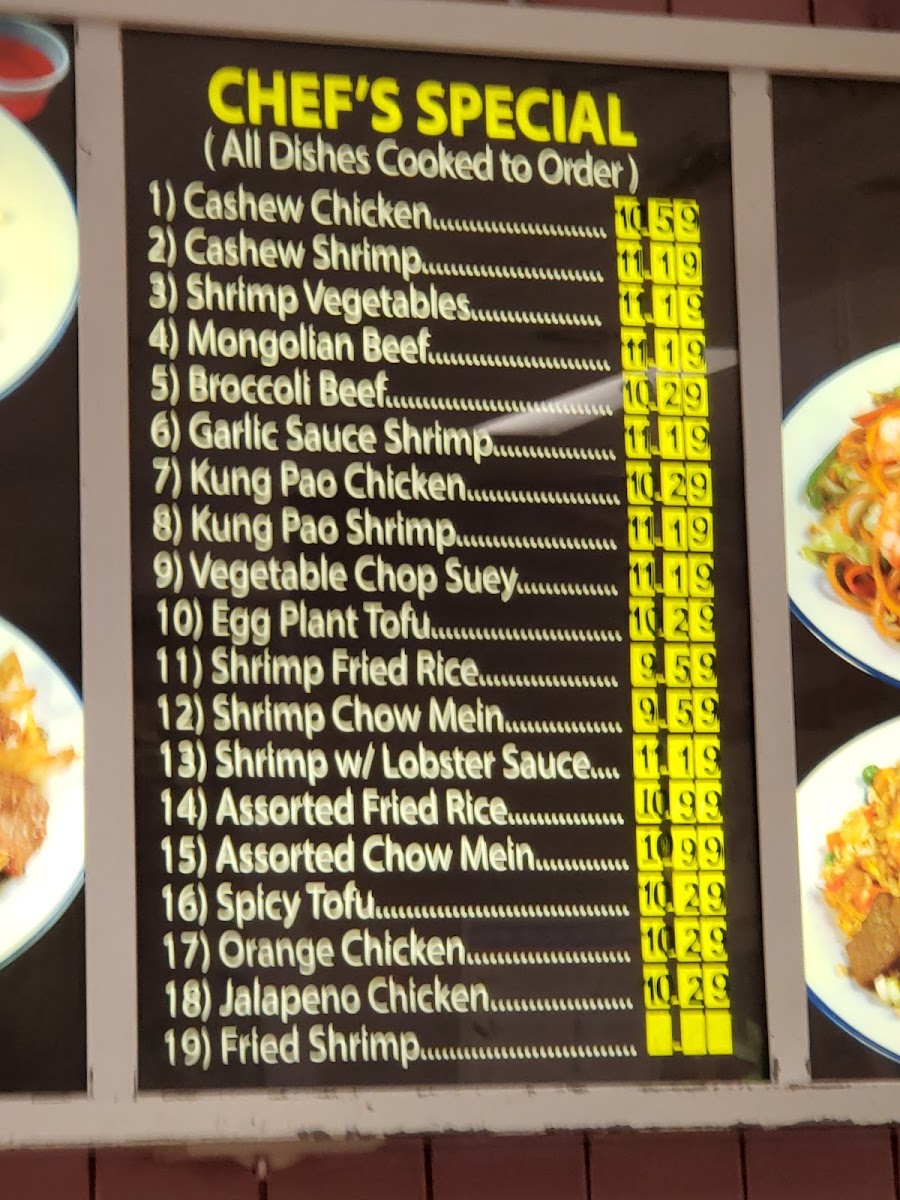 CHEF'S SPECIAL
( All Dishes Cooked to Order )
1) Cashew Chicken........................ 10.59
2) Cashew Shrimp......................... 11.19
3) Shrimp Vegetables.................. 11.19
4) Mongolian Beef......................... 11.19
5) Broccoli Beef............................... 10.29
6) Garlic Sauce Shrimp................. 11.19
7) Kung Pao Chicken..................... 10.29
8) Kung Pao Shrimp...................... 11.19
9) Vegetable Chop Suey.............. 11.19
10) Egg Plant Tofu.......................... 10.29
11) Shrimp Fried Rice................... 9.59
12) Shrimp Chow Mein................ 9.59
13) Shrimp w/ Lobster Sauce.... 11.19
14) Assorted Fried Rice................ 10.99
15) Assorted Chow Mein............. 10.99
16) Spicy Tofu................................... 10.29
17) Orange Chicken....................... 10.29
18) Jalapeno Chicken.................... 10.29
19) Fried Shrimp.............................. .